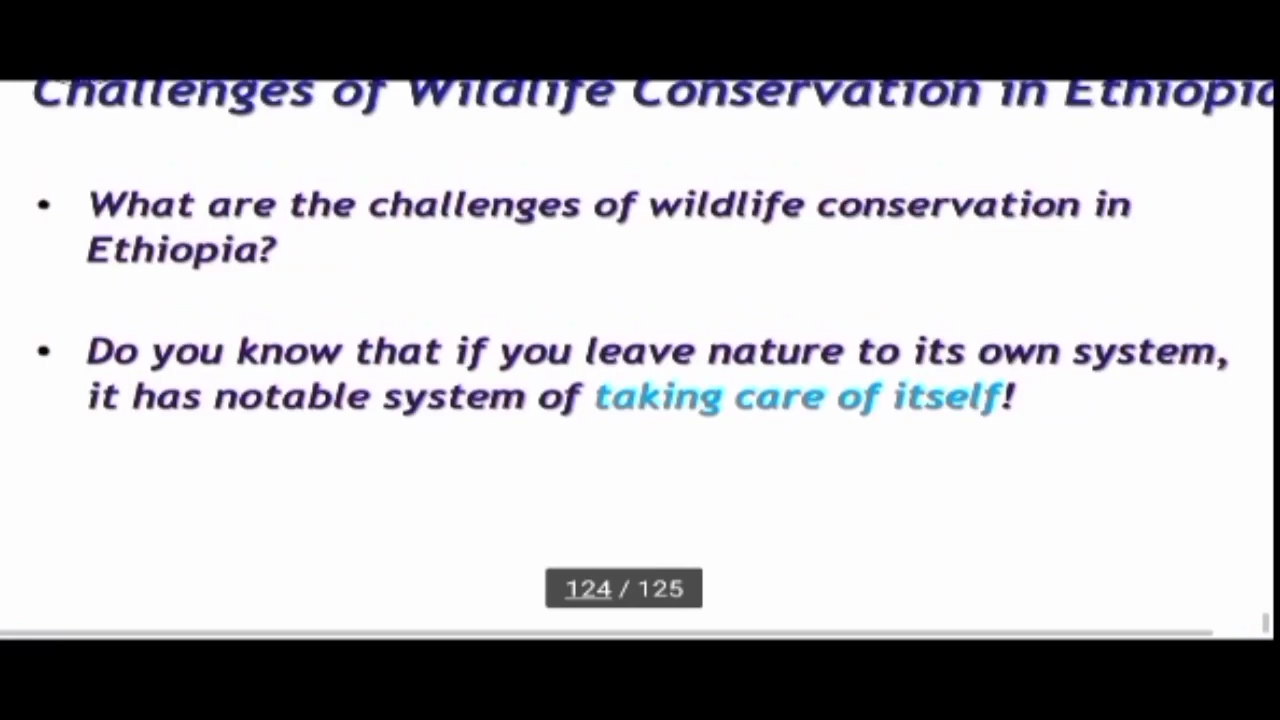 Challenges of Wildlife Conservation in Ethiopia
• What are the challenges of wildlife conservation in
Ethiopia?
• Do you know that if you leave nature to its own system,
it has notable system of taking care of itself!
124 / 125